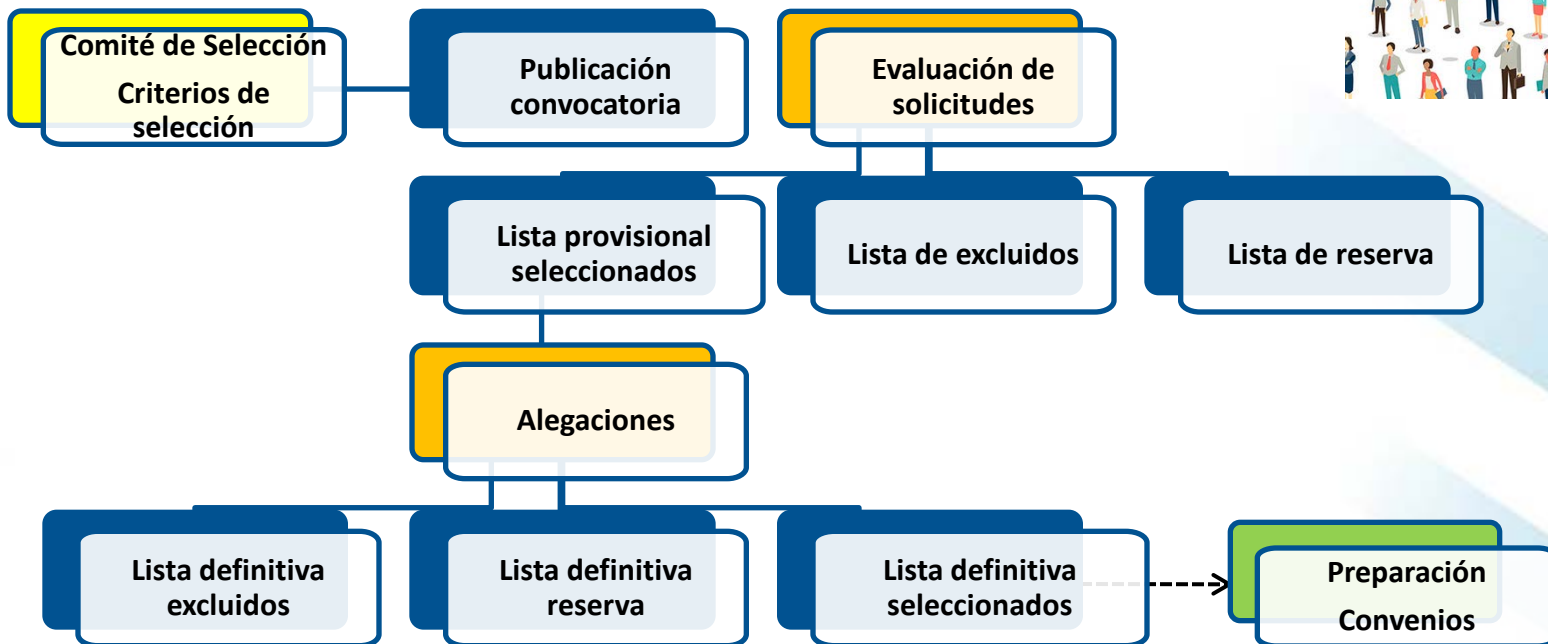 Comité de Selección
Criterios de
selección
Publicación
convocatoria
Evaluación de
solicitudes
Lista provisional
seleccionados
Lista de excluidos
Lista de reserva
Alegaciones
Lista definitiva
excluidos
Lista definitiva
reserva
Lista definitiva
seleccionados
Preparación
Convenios